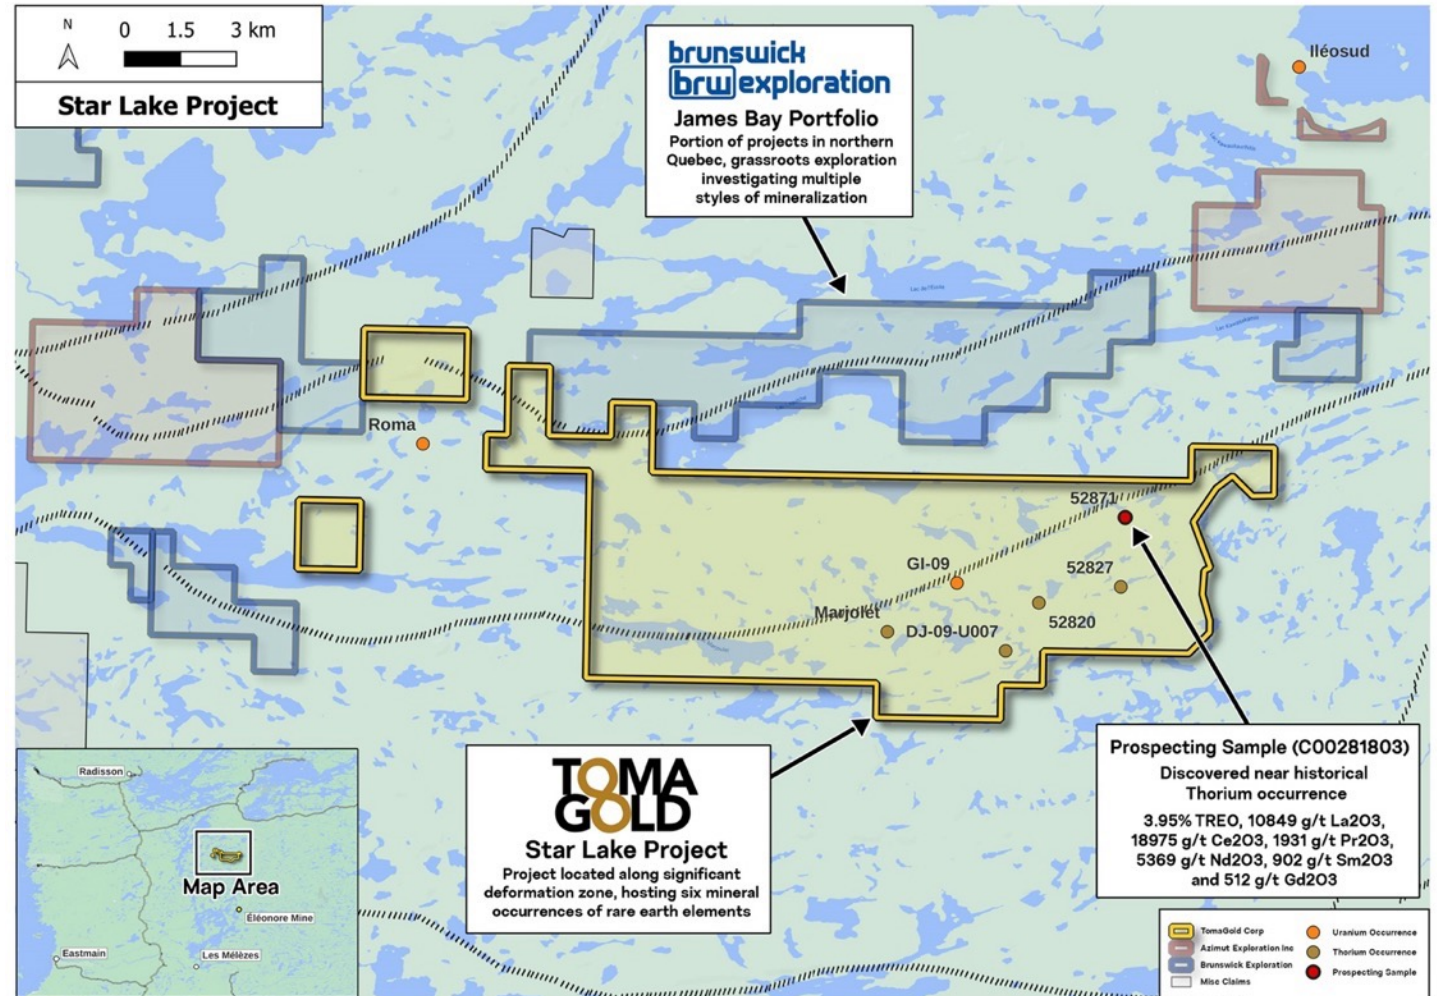 N
0 1.5 3 km
Star Lake Project
brunswick
brw exploration
James Bay Portfolio
Portion of projects in northern
Quebec, grassroots exploration
investigating multiple
styles of mineralization
Iléosud
Roma
52871
GI-09
52827
Marjolet
DJ-09-U007
52820
TOMA
GOLD
Star Lake Project
Project located along significant
deformation zone, hosting six mineral
occurrences of rare earth elements
Prospecting Sample (C00281803)
Discovered near historical
Thorium occurrence
3.95% TREO, 10849 g/t La2O3,
18975 g/t Ce2O3, 1931 g/t Pr2O3,
5369 g/t Nd2O3, 902 g/t Sm2O3
and 512 g/t Gd2O3
Radisson
Map Area
Éléonore Mine
Eastmain
Les Mélèzes
TomaGold Corp
Azimut Exploration Inc
Brunswick Exploration
Misc Claims
Uranium Occurrence
Thorium Occurrence
Prospecting Sample